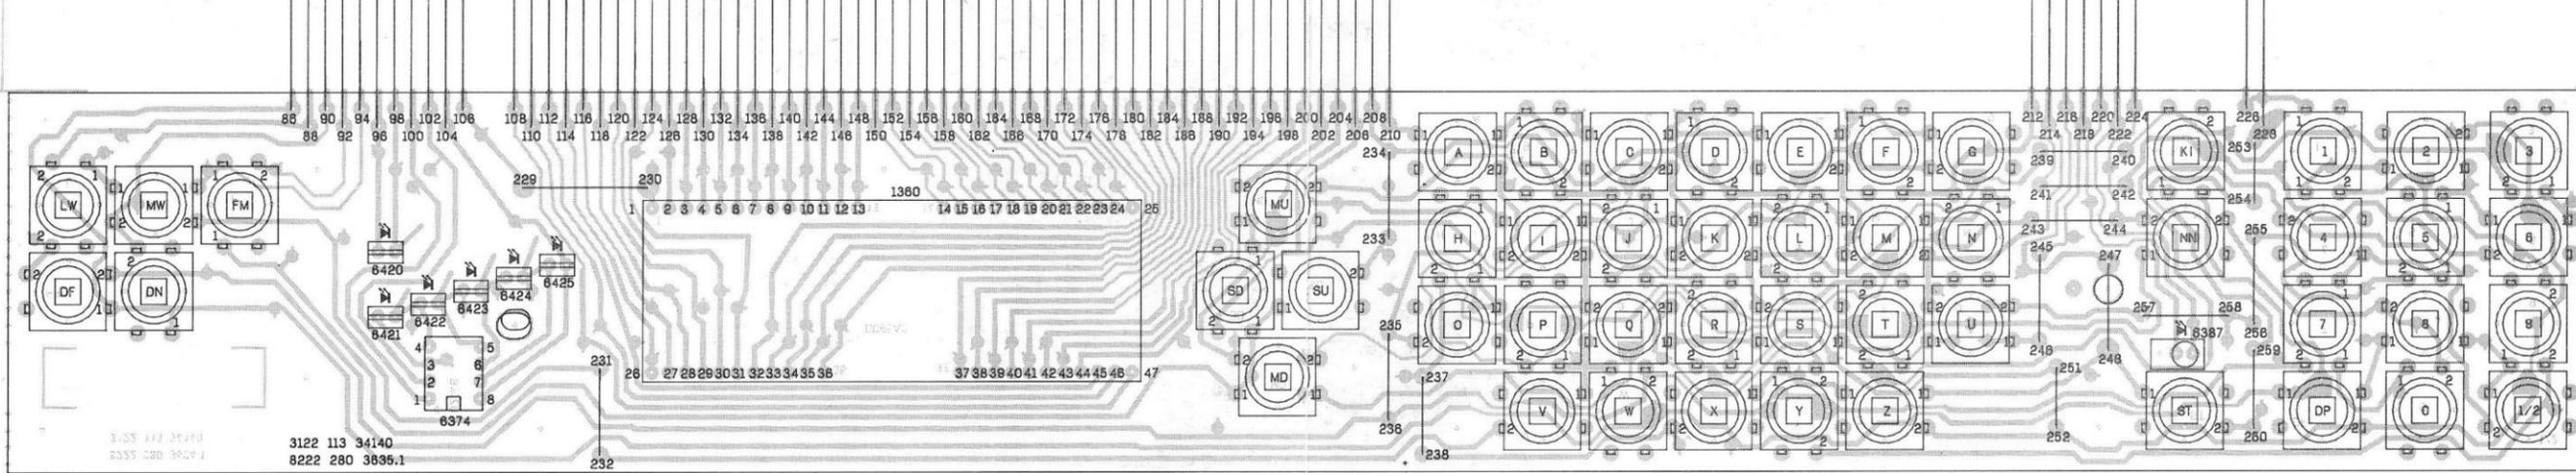 86 90 94 98 102 106 108 112 116 120 124 128 132 136 140 144 148 152 156 160 164 168 172 176 180 184 188 192 196 200 204 208 212 216 220 224 226
88 92 96 100 104 110 114 118 122 126 130 134 138 142 146 150 154 158 162 166 170 174 178 182 186 190 194 198 202 206 210 214 218 222 228
234 A B C D E F G 239 240 KI 253 1 2 3
229 230 1360 241 242 254
LW MW FM 1 2 3 4 5 6 7 8 9 10 11 12 13 14 15 16 17 18 19 20 21 22 23 24 25 MU
233 H I J K L M N 243 244 245 NN 255 4 5 6
6420 6425 247
DF DN 6424 6423 6422 6421 SD SU
235 O P Q R S T U 246 248 257 258 6387 256 259 7 8 9
4 5 3 6 2 7 1 8
231 26 27 28 29 30 31 32 33 34 35 36 37 38 39 40 41 42 43 44 45 46 47 MD 237 251
6374 V W X Y Z ST DP 0 1/2
236 252 260
3122 113 34140
8222 280 3635.1
232 238